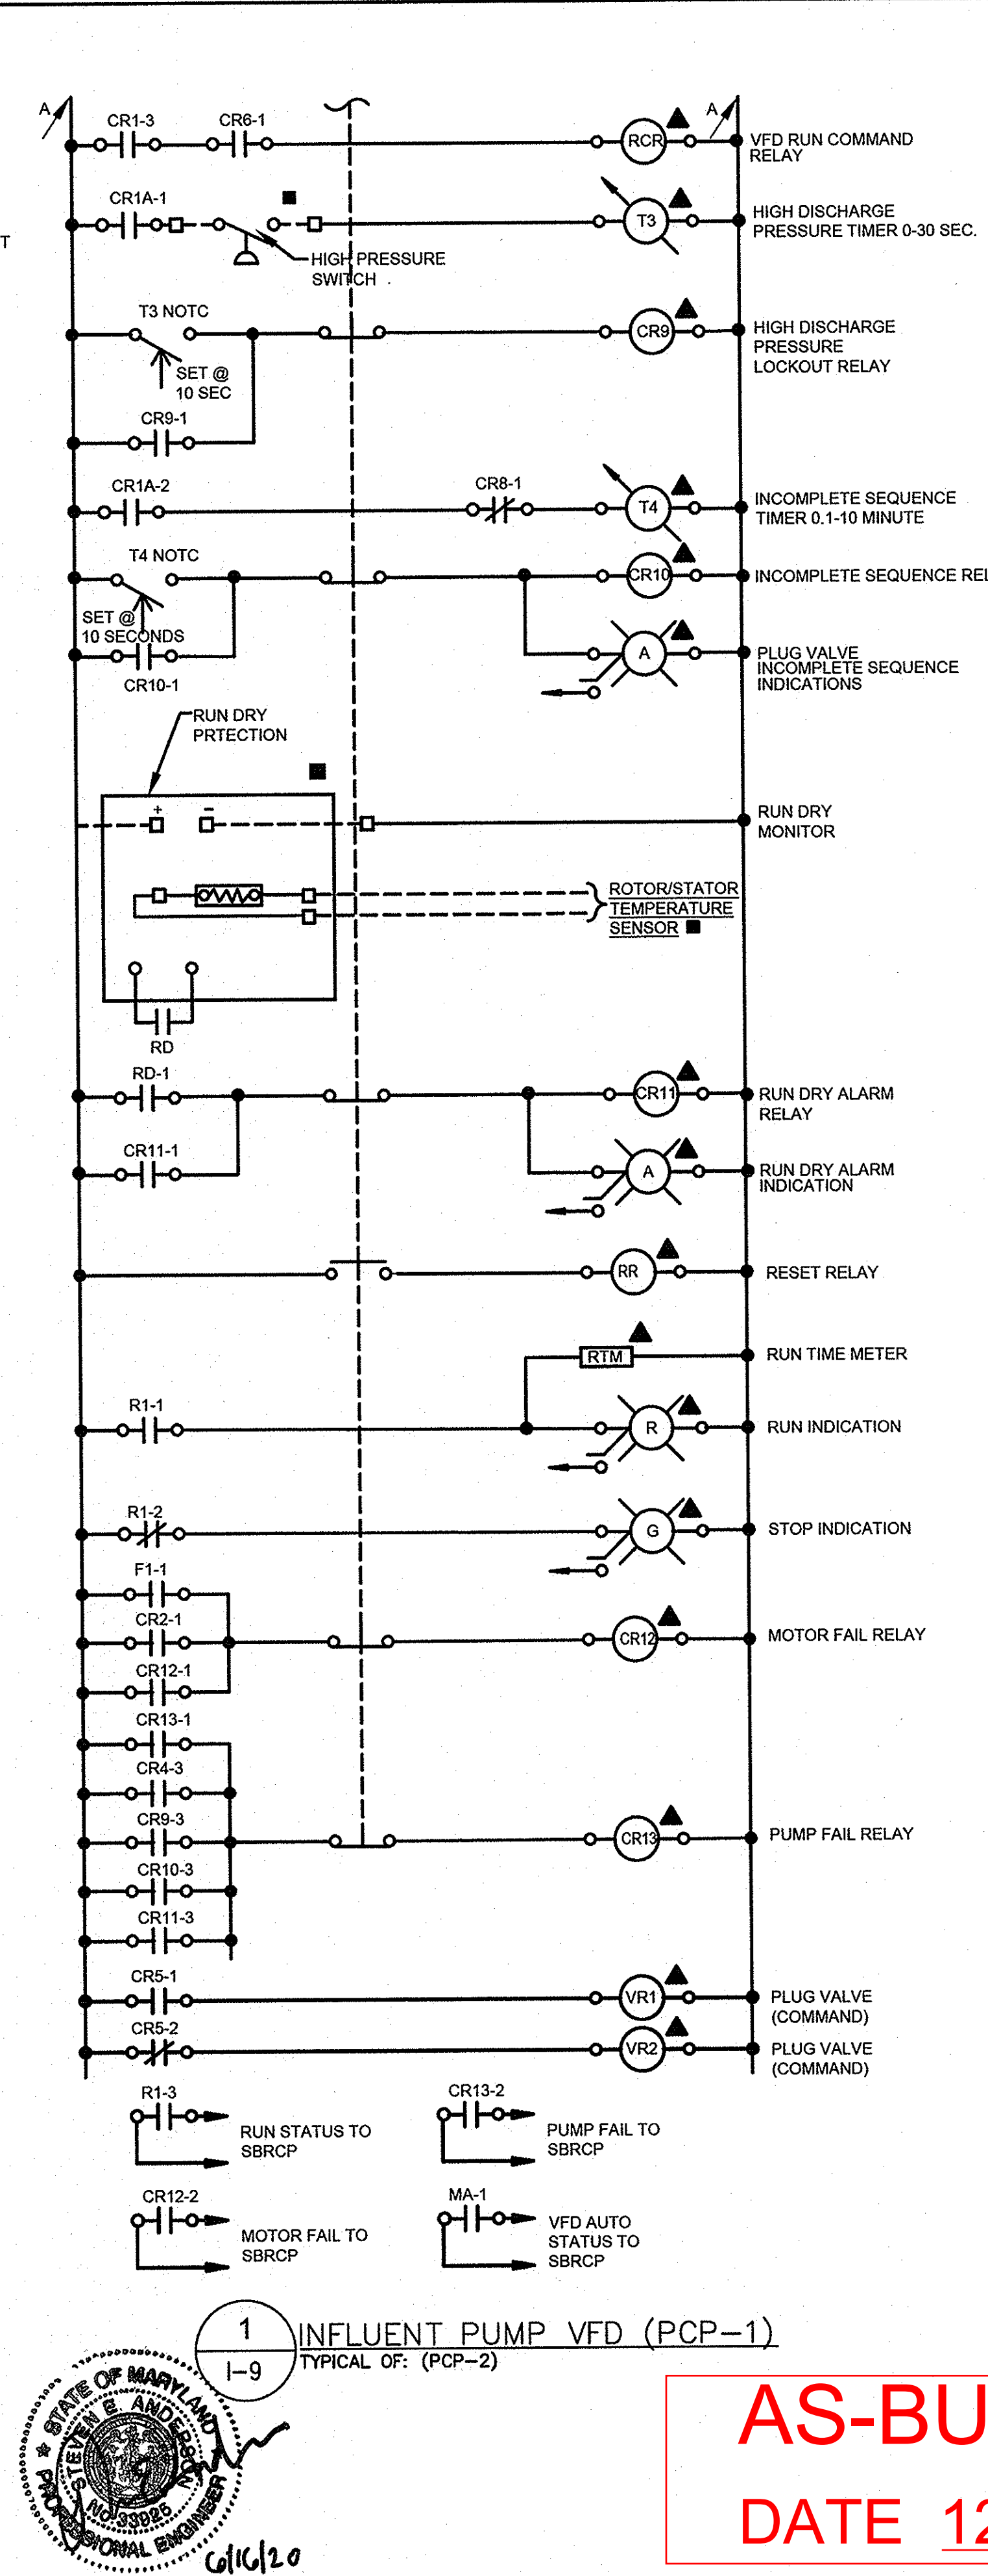 A
CR1-3
CR6-1
RCR
A
VFD RUN COMMAND
RELAY
CR1A-1
T3
HIGH DISCHARGE
PRESSURE TIMER 0-30 SEC.
T
HIGH PRESSURE
SWITCH
T3 NOTC
SET @
10 SEC
CR9
HIGH DISCHARGE
PRESSURE
LOCKOUT RELAY
CR9-1
CR1A-2
CR8-1
T4
INCOMPLETE SEQUENCE
TIMER 0.1-10 MINUTE
T4 NOTC
SET @
10 SECONDS
CR10
INCOMPLETE SEQUENCE REL
CR10-1
A
PLUG VALVE
INCOMPLETE SEQUENCE
INDICATIONS
RUN DRY
PRTECTION
+ −
RUN DRY
MONITOR
ROTOR/STATOR
TEMPERATURE
SENSOR
RD
RD-1
CR11
RUN DRY ALARM
RELAY
CR11-1
A
RUN DRY ALARM
INDICATION
RR
RESET RELAY
RTM
RUN TIME METER
R1-1
R
RUN INDICATION
R1-2
G
STOP INDICATION
F1-1
CR2-1
CR12
MOTOR FAIL RELAY
CR12-1
CR13-1
CR4-3
CR9-3
CR13
PUMP FAIL RELAY
CR10-3
CR11-3
CR5-1
VR1
PLUG VALVE
(COMMAND)
CR5-2
VR2
PLUG VALVE
(COMMAND)
R1-3
RUN STATUS TO
SBRCP
CR13-2
PUMP FAIL TO
SBRCP
CR12-2
MOTOR FAIL TO
SBRCP
MA-1
VFD AUTO
STATUS TO
SBRCP
1
I-9
INFLUENT PUMP VFD (PCP-1)
TYPICAL OF: (PCP-2)
STATE OF MARYLAND
STEVEN E. ANDERSON
No. 33926
PROFESSIONAL ENGINEER
6/16/20
AS-BU
DATE 12